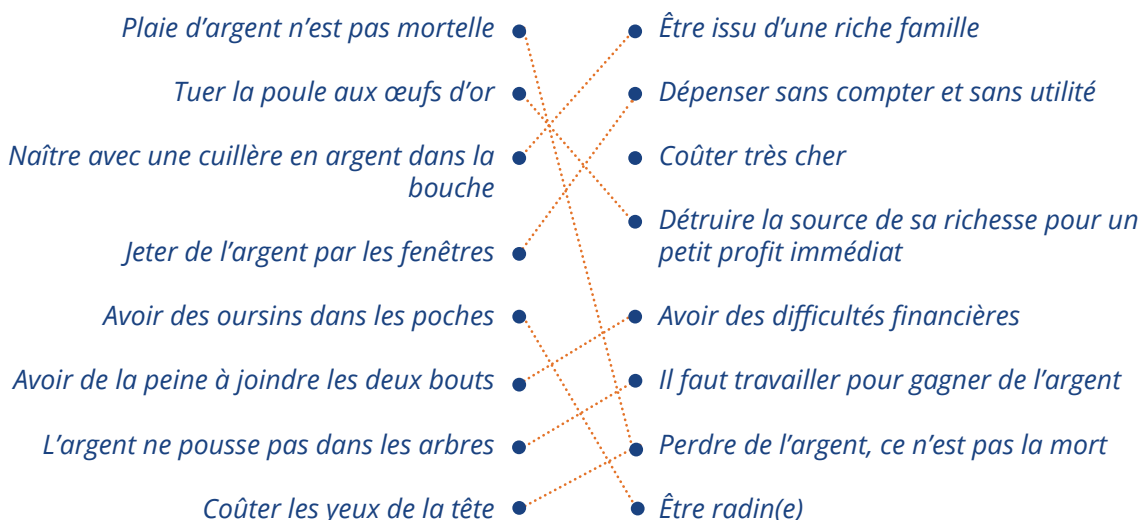 Plaie d’argent n’est pas mortelle
Être issu d’une riche famille
Tuer la poule aux œufs d’or
Dépenser sans compter et sans utilité
Naître avec une cuillère en argent dans la
bouche
Coûter très cher
Détruire la source de sa richesse pour un
petit profit immédiat
Jeter de l’argent par les fenêtres
Avoir des oursins dans les poches
Avoir des difficultés financières
Avoir de la peine à joindre les deux bouts
Il faut travailler pour gagner de l’argent
L’argent ne pousse pas dans les arbres
Perdre de l’argent, ce n’est pas la mort
Coûter les yeux de la tête
Être radin(e)